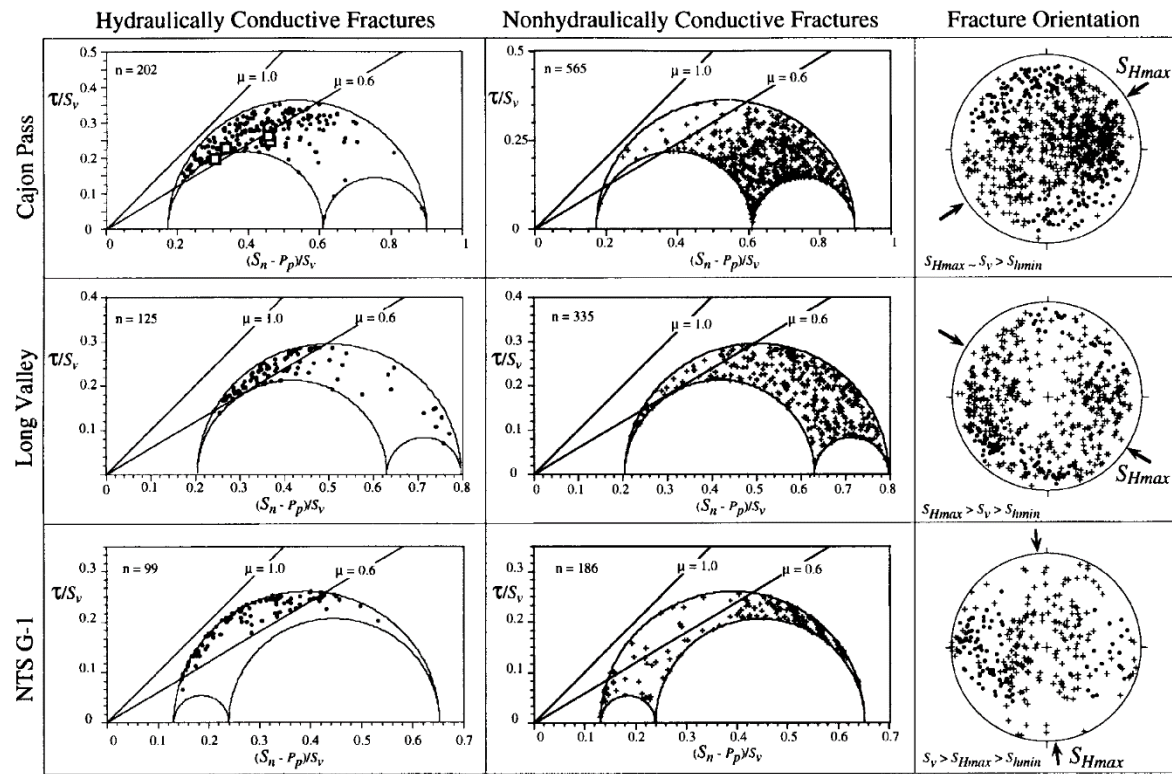 Hydraulically Conductive Fractures
Nonhydraulically Conductive Fractures
Fracture Orientation
Cajon Pass
n = 202
μ = 1.0
μ = 0.6
τ/Sv
0.5
0.4
0.3
0.2
0.1
0
0 0.2 0.4 0.6 0.8 1
(Sn - Pp)/Sv
n = 565
μ = 1.0
μ = 0.6
τ/Sv
0.5
0.25
0
0 0.2 0.4 0.6 0.8 1
(Sn - Pp)/Sv
SHmax
SHmax ~ Sv > Shmin
Long Valley
n = 125
μ = 1.0
μ = 0.6
τ/Sv
0.4
0.3
0.2
0.1
0
0 0.1 0.2 0.3 0.4 0.5 0.6 0.7 0.8
(Sn - Pp)/Sv
n = 335
μ = 1.0
μ = 0.6
τ/Sv
0.4
0.3
0.2
0.1
0
0 0.1 0.2 0.3 0.4 0.5 0.6 0.7 0.8
(Sn - Pp)/Sv
SHmax
SHmax > Sv > Shmin
NTS G-1
n = 99
μ = 1.0
μ = 0.6
τ/Sv
0.3
0.2
0.1
0
0 0.1 0.2 0.3 0.4 0.5 0.6 0.7
(Sn - Pp)/Sv
n = 186
μ = 1.0
μ = 0.6
τ/Sv
0.3
0.2
0.1
0
0 0.1 0.2 0.3 0.4 0.5 0.6 0.7
(Sn - Pp)/Sv
SHmax
Sv > SHmax > Shmin